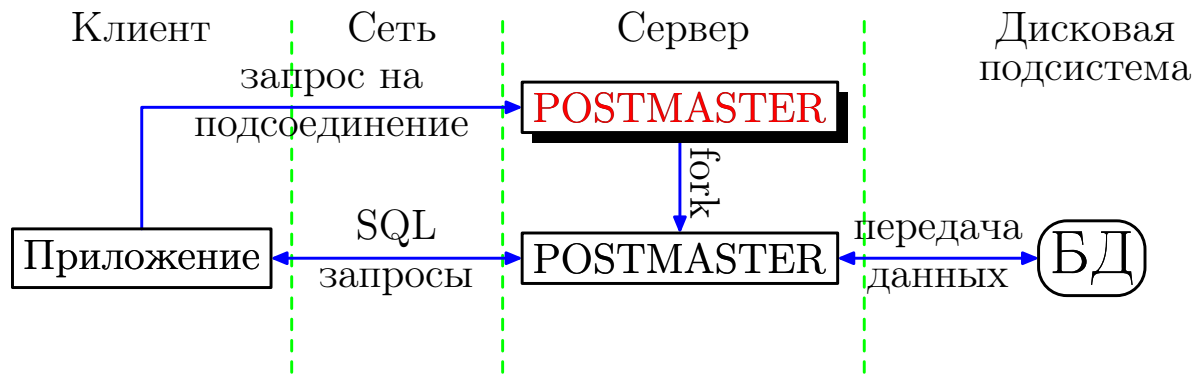 Клиент
Сеть
Сервер
Дисковая
подсистема
запрос на
подсоединение
POSTMASTER
fork
Приложение
SQL
запросы
POSTMASTER
передача
данных
БД